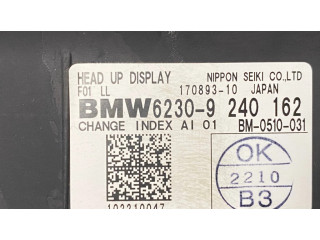 HEAD UP DISPLAY NIPPON SEIKI CO.,LTD
F01 LL 170893-10 JAPAN
BMW6230-9 240 162
CHANGE INDEX AI 01 BM-0510-031
OK
2210
B3